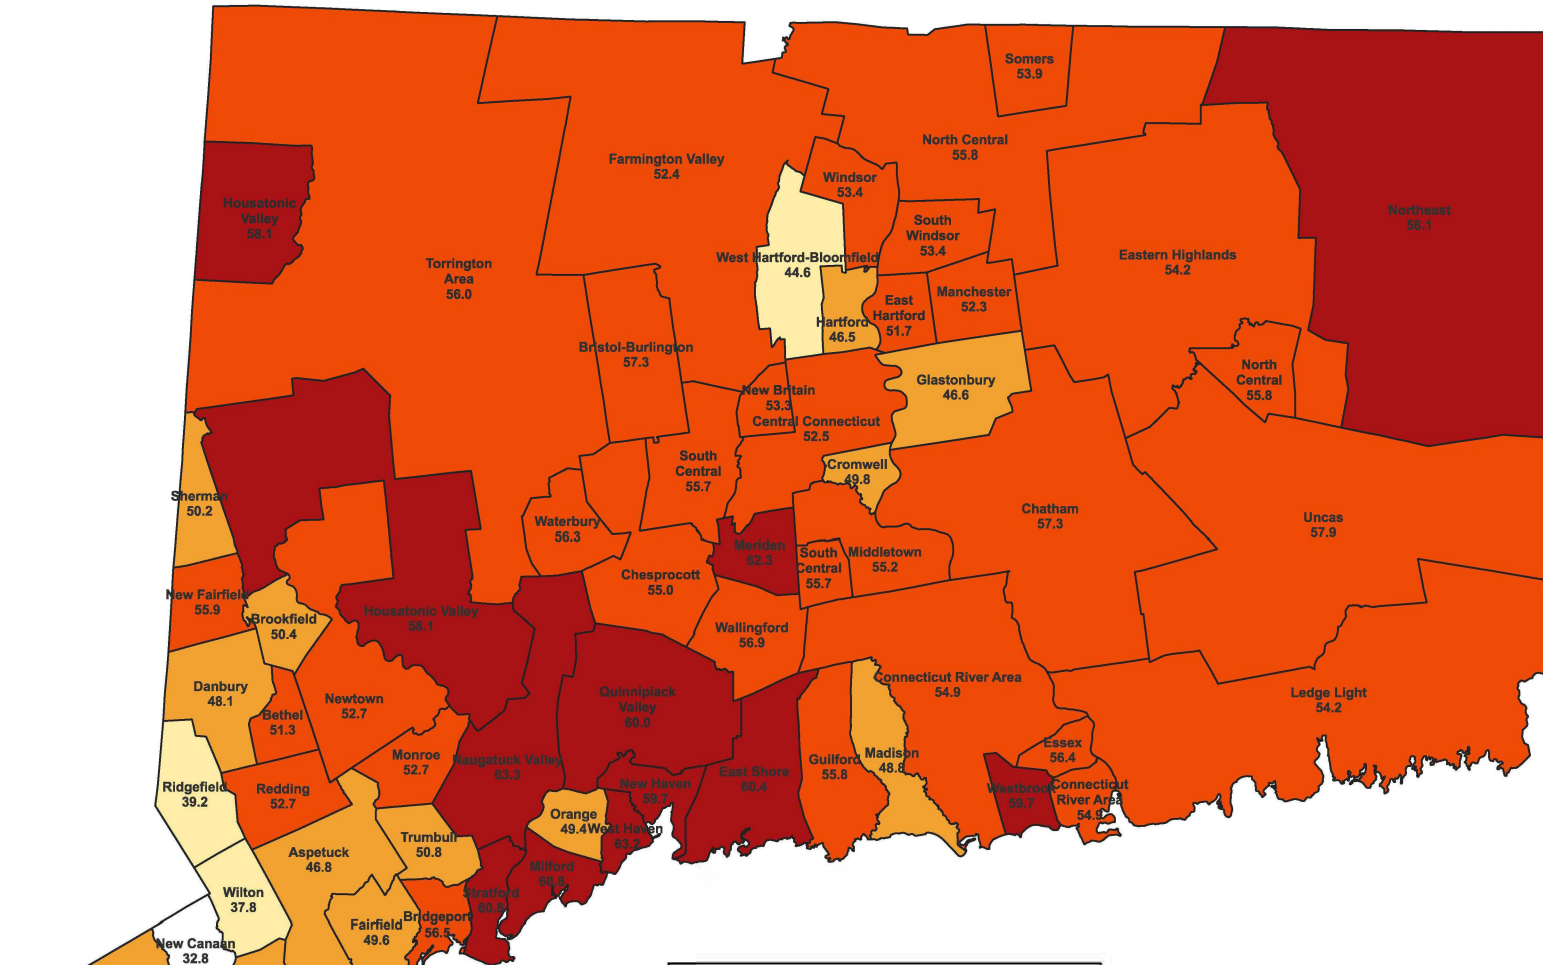 Somers
53.9
North Central
55.8
Farmington Valley
52.4
Windsor
53.4
Housatonic
Valley
58.1
Northeast
58.1
South
Windsor
53.4
West Hartford-Bloomfield
44.6
Eastern Highlands
54.2
Torrington
Area
56.0
Manchester
52.3
East
Hartford
51.7
Hartford
46.5
Bristol-Burlington
57.3
North
Central
55.8
Glastonbury
46.6
New Britain
53.3
Central Connecticut
52.5
South
Central
55.7
Cromwell
49.8
Sherman
50.2
Waterbury
56.3
Chatham
57.3
Uncas
57.9
Meriden
62.3
South
Central
55.7
Middletown
55.2
Chesprocott
55.0
New Fairfield
55.9
Brookfield
50.4
Housatonic Valley
58.1
Wallingford
56.9
Connecticut River Area
54.9
Danbury
48.1
Quinnipiack
Valley
60.0
Ledge Light
54.2
Newtown
52.7
Bethel
51.3
Essex
56.4
Monroe
52.7
Naugatuck Valley
63.3
Guilford
55.8
Madison
48.8
East Shore
60.4
Ridgefield
39.2
Redding
52.7
New Haven
59.7
Westbrook
59.7
Connecticut
River Area
54.9
Orange
49.4
West Haven
63.2
Trumbull
50.8
Aspetuck
46.8
Milford
60.8
Wilton
37.8
Stratford
60.8
Fairfield
49.6
Bridgeport
56.5
New Canaan
32.8